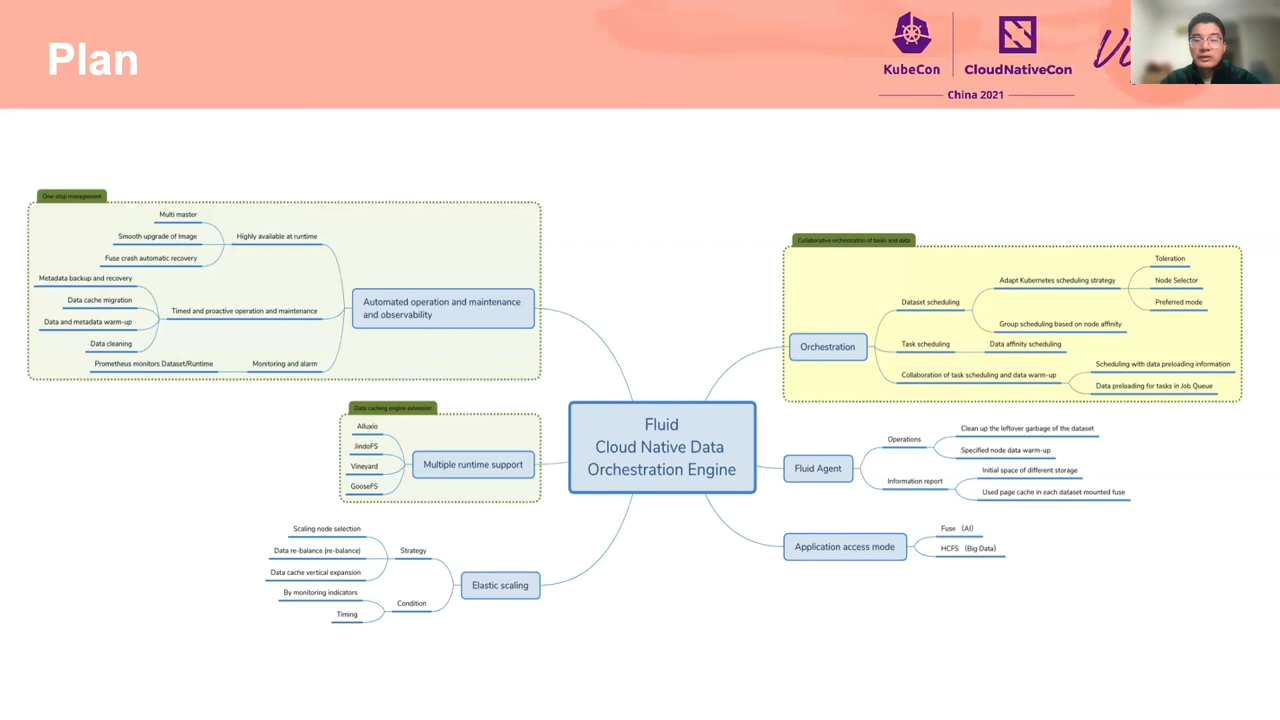 Plan
KubeCon
CloudNativeCon
China 2021
One-stop management
Multi master
Smooth upgrade of Image
Fuse crash automatic recovery
Highly available at runtime
Metadata backup and recovery
Data cache migration
Data and metadata warm-up
Data cleaning
Timed and proactive operation and maintenance
Prometheus monitors Dataset/Runtime
Monitoring and alarm
Automated operation and maintenance
and observability
Data caching engine extension
Alluxio
JindoFS
Vineyard
GooseFS
Multiple runtime support
Scaling node selection
Data re-balance (re-balance)
Data cache vertical expansion
Strategy
By monitoring indicators
Timing
Condition
Elastic scaling
Fluid
Cloud Native Data
Orchestration Engine
Collaborative orchestration of tasks and data
Orchestration
Dataset scheduling
Adapt Kubernetes scheduling strategy
Toleration
Node Selector
Preferred mode
Group scheduling based on node affinity
Task scheduling
Data affinity scheduling
Collaboration of task scheduling and data warm-up
Scheduling with data preloading information
Data preloading for tasks in Job Queue
Fluid Agent
Operations
Clean up the leftover garbage of the dataset
Specified node data warm-up
Information report
Initial space of different storage
Used page cache in each dataset mounted fuse
Application access mode
Fuse (AI)
HCFS (Big Data)